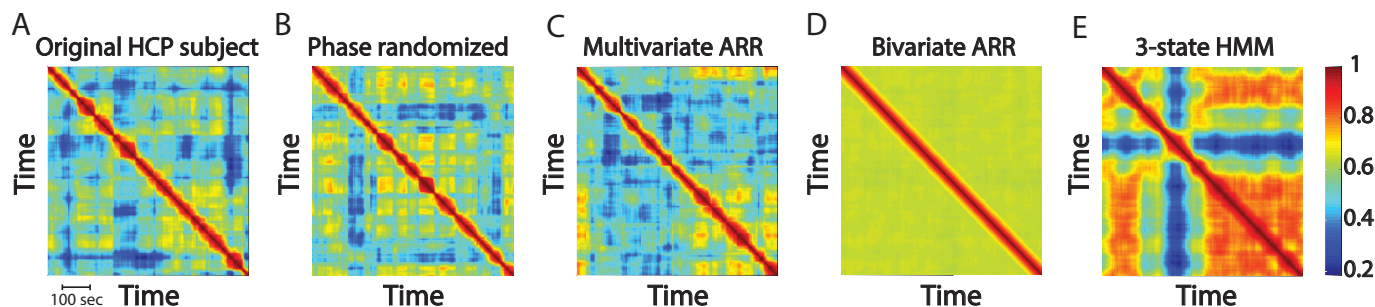 A
Original HCP subject
Time
100 sec
Time
B
Phase randomized
Time
Time
C
Multivariate ARR
Time
Time
D
Bivariate ARR
Time
Time
E
3-state HMM
Time
Time
1
0.8
0.6
0.4
0.2